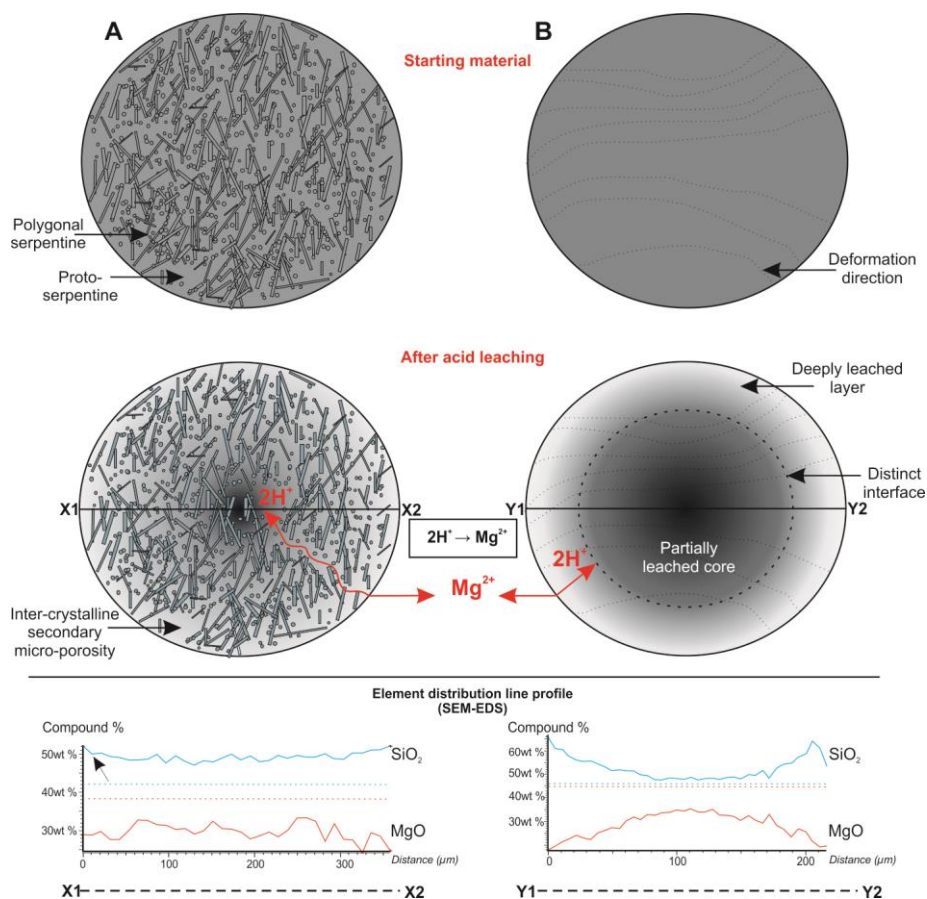 A
B
Starting material
Polygonal
serpentine
Proto-
serpentine
Deformation
direction
After acid leaching
Deeply leached
layer
Distinct
interface
X1
2H⁺
X2
2H⁺ → Mg²⁺
Y1
Y2
Partially
leached core
2H⁺
Mg²⁺
Inter-crystalline
secondary
micro-porosity
Element distribution line profile
(SEM-EDS)
Compound %
50wt %
40wt %
30wt %
SiO₂
MgO
0
100
200
300
Distance (µm)
X1
X2
Compound %
60wt %
50wt %
40wt %
30wt %
SiO₂
MgO
0
100
200
Distance (µm)
Y1
Y2